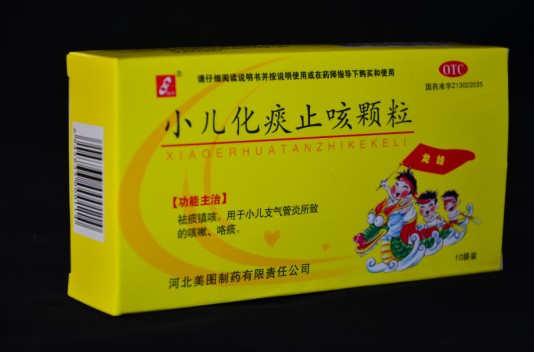 请仔细阅读说明书并按说明使用或在药师指导下购买和使用
OTC
国药准字Z13022035
小儿化痰止咳颗粒
XIAOERHUATANZHIKEKELI
龙娃
【功能主治】
祛痰镇咳。用于小儿支气管炎所致
的咳嗽、咯痰。
河北美图制药有限责任公司
10袋装